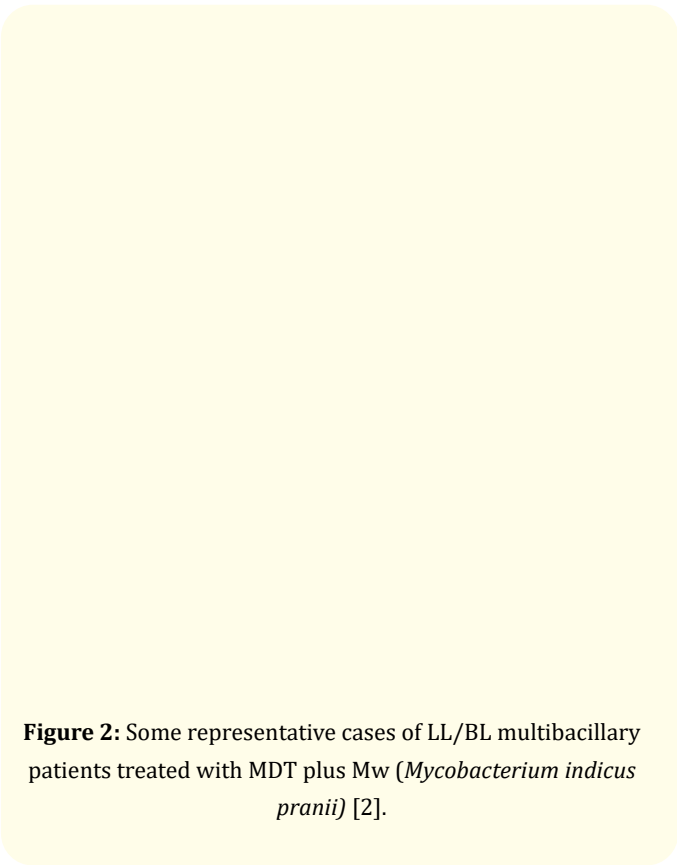 Figure 2: Some representative cases of LL/BL multibacillary
patients treated with MDT plus Mw (Mycobacterium indicus
pranii) [2].